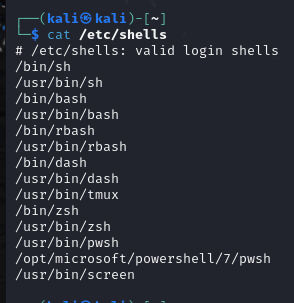 ┌──(kali㉿kali)-[~]
└─$ cat /etc/shells
# /etc/shells: valid login shells
/bin/sh
/usr/bin/sh
/bin/bash
/usr/bin/bash
/bin/rbash
/usr/bin/rbash
/bin/dash
/usr/bin/dash
/usr/bin/tmux
/bin/zsh
/usr/bin/zsh
/usr/bin/pwsh
/opt/microsoft/powershell/7/pwsh
/usr/bin/screen